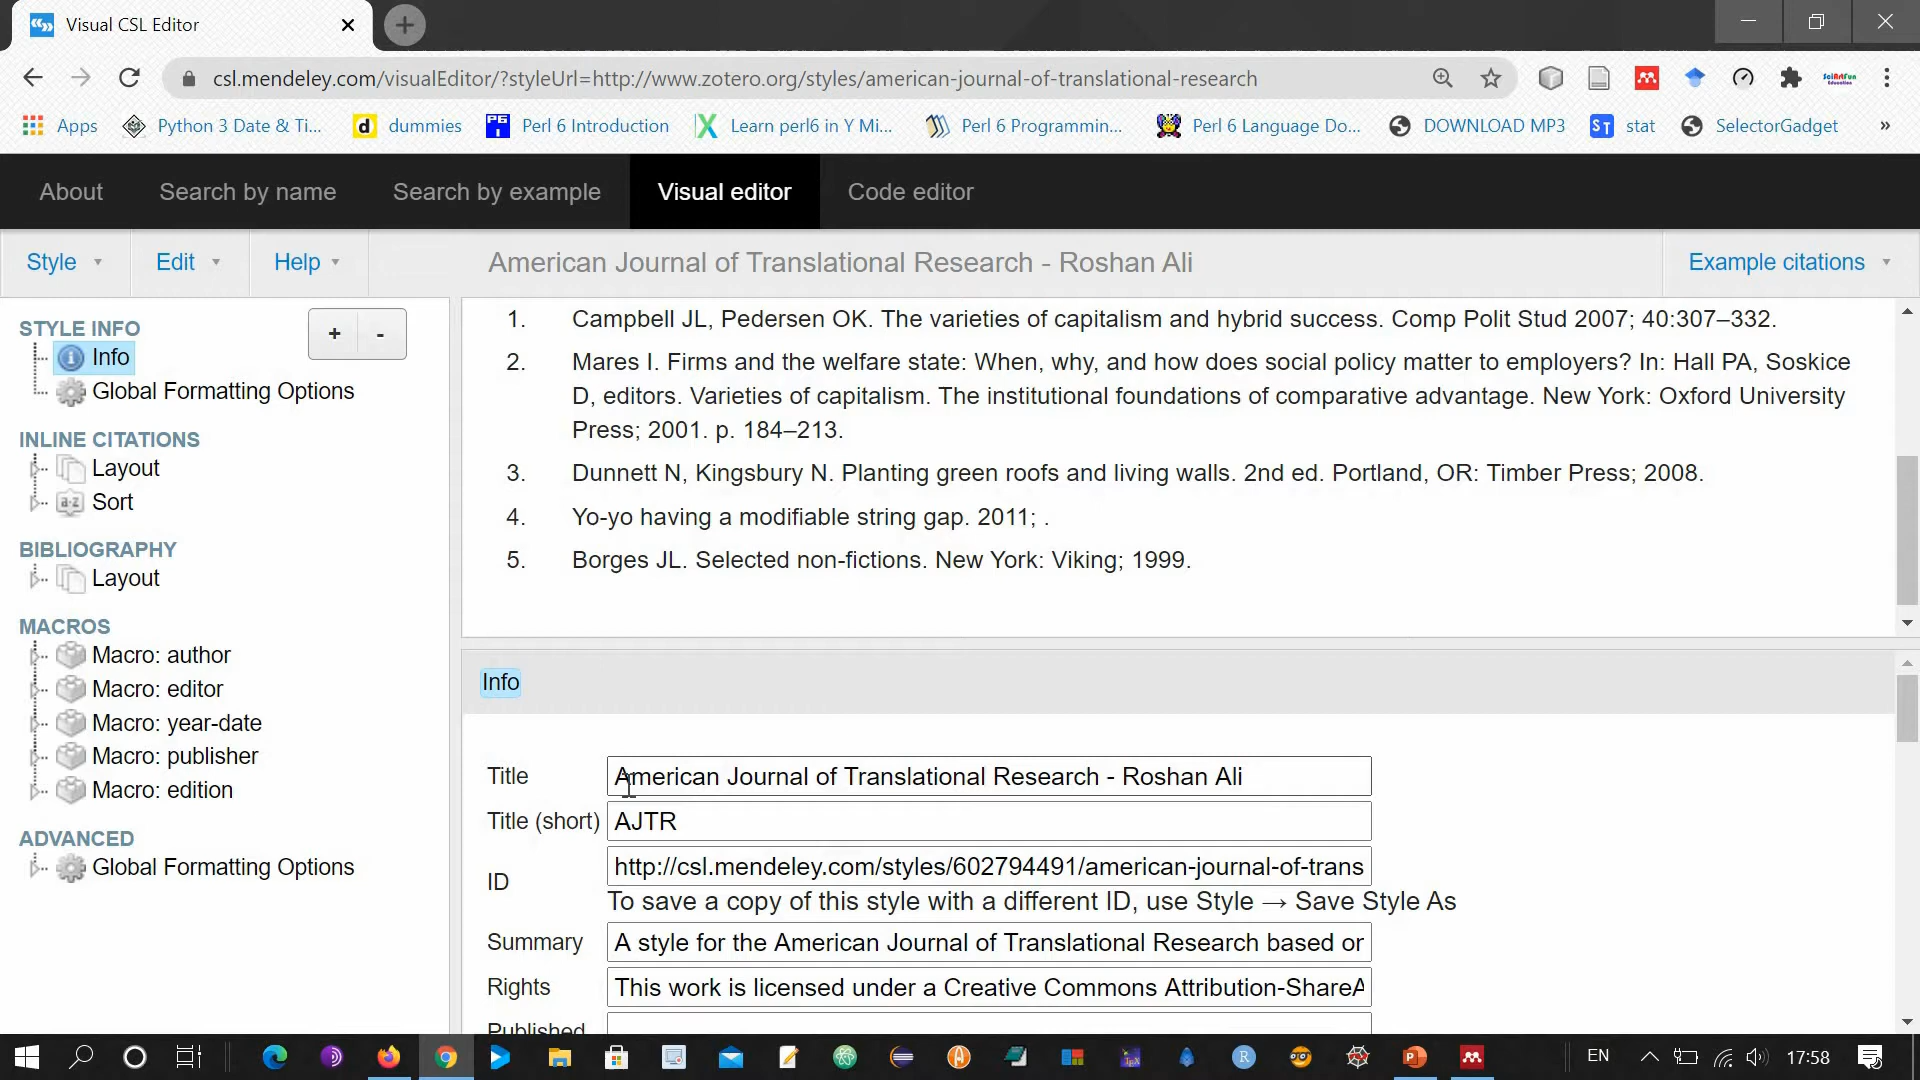 Visual CSL Editor
csl.mendeley.com/visualEditor/?styleUrl=http://www.zotero.org/styles/american-journal-of-translational-research
Apps Python 3 Date & Ti... dummies Perl 6 Introduction Learn perl6 in Y Mi... Perl 6 Programmin... Perl 6 Language Do... DOWNLOAD MP3 ST stat SelectorGadget »
About Search by name Search by example Visual editor Code editor
Style Edit Help American Journal of Translational Research - Roshan Ali Example citations
STYLE INFO + -
Info
Global Formatting Options
INLINE CITATIONS
Layout
Sort
BIBLIOGRAPHY
Layout
MACROS
Macro: author
Macro: editor
Macro: year-date
Macro: publisher
Macro: edition
ADVANCED
Global Formatting Options
1. Campbell JL, Pedersen OK. The varieties of capitalism and hybrid success. Comp Polit Stud 2007; 40:307–332.
2. Mares I. Firms and the welfare state: When, why, and how does social policy matter to employers? In: Hall PA, Soskice
D, editors. Varieties of capitalism. The institutional foundations of comparative advantage. New York: Oxford University
Press; 2001. p. 184–213.
3. Dunnett N, Kingsbury N. Planting green roofs and living walls. 2nd ed. Portland, OR: Timber Press; 2008.
4. Yo-yo having a modifiable string gap. 2011; .
5. Borges JL. Selected non-fictions. New York: Viking; 1999.
Info
Title American Journal of Translational Research - Roshan Ali
Title (short) AJTR
ID http://csl.mendeley.com/styles/602794491/american-journal-of-trans
To save a copy of this style with a different ID, use Style → Save Style As
Summary A style for the American Journal of Translational Research based or
Rights This work is licensed under a Creative Commons Attribution-ShareA
Published
EN 17:58